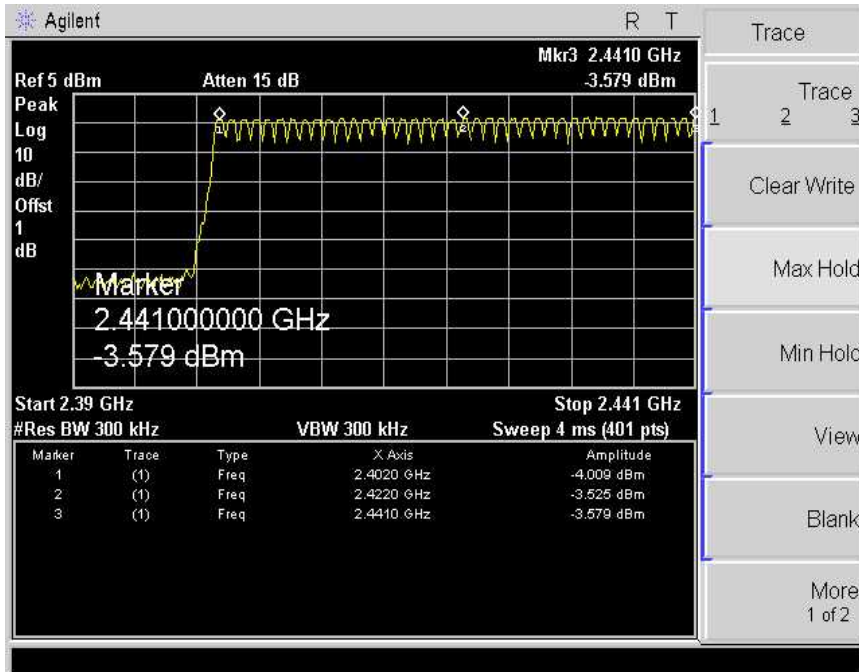 Agilent R T
Mkr3 2.4410 GHz
Ref 5 dBm Atten 15 dB -3.579 dBm
Peak
Log
10
dB/
Offst
1
dB
1
2
3
Marker
2.441000000 GHz
-3.579 dBm
Start 2.39 GHz Stop 2.441 GHz
#Res BW 300 kHz VBW 300 kHz Sweep 4 ms (401 pts)
Marker Trace Type X Axis Amplitude
1 (1) Freq 2.4020 GHz -4.009 dBm
2 (1) Freq 2.4220 GHz -3.525 dBm
3 (1) Freq 2.4410 GHz -3.579 dBm
Trace
Trace
1 2 3
Clear Write
Max Hold
Min Hold
View
Blank
More
1 of 2